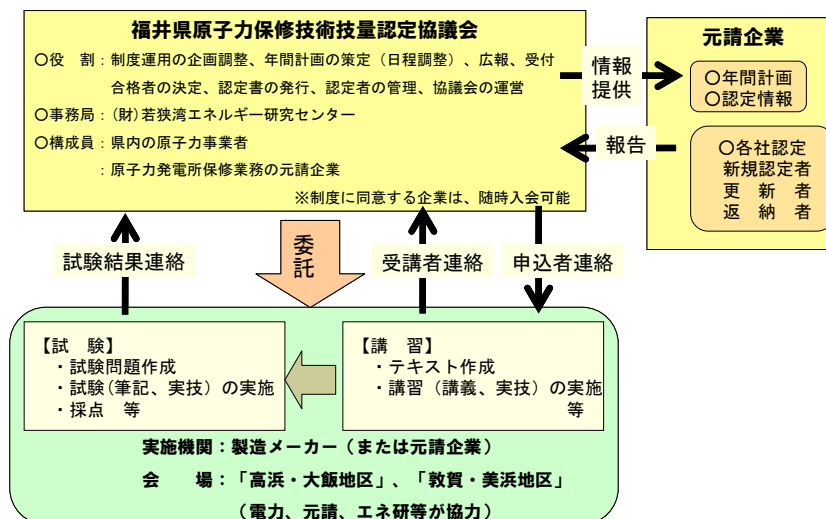 福井県原子力保修技術技量認定協議会
〇役　割：制度運用の企画調整、年間計画の策定（日程調整）、広報、受付
合格者の決定、認定書の発行、認定者の管理、協議会の運営
〇事務局：(財)若狭湾エネルギー研究センター
〇構成員：県内の原子力事業者
：原子力発電所保修業務の元請企業
※制度に同意する企業は、随時入会可能
情報
提供
報告
元請企業
〇年間計画
〇認定情報
〇各社認定
新規認定者
更　新　者
返　納　者
試験結果連絡
委託
受講者連絡
申込者連絡
【試　験】
・試験問題作成
・試験(筆記、実技）の実施
・採点　等
【講　習】
・テキスト作成
・講習（講義、実技）の実施
等
実施機関：製造メーカー（または元請企業）
会　　場：「高浜・大飯地区」、「敦賀・美浜地区」
（電力、元請、エネ研等が協力）